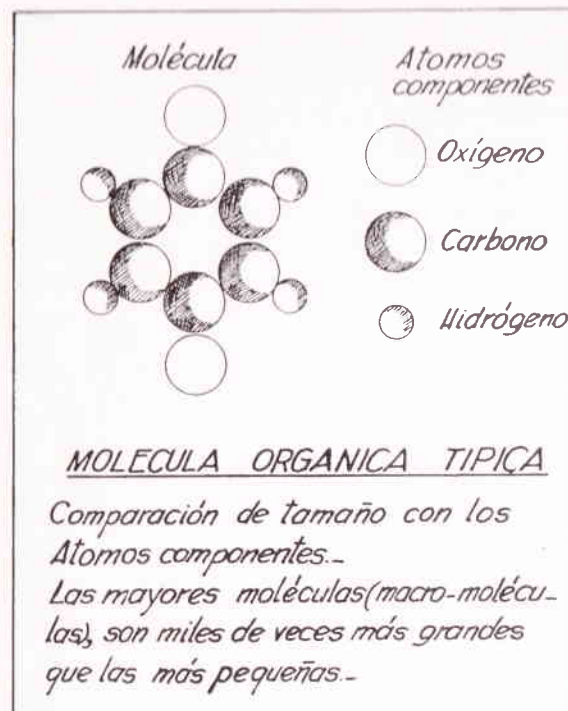 Molécula
Atomos
componentes
Oxígeno
Carbono
Hidrógeno
MOLECULA ORGANICA TIPICA
Comparación de tamaño con los
Atomos componentes._
Las mayores moléculas (macro-molécu-
las), son miles de veces más grandes
que las más pequeñas._